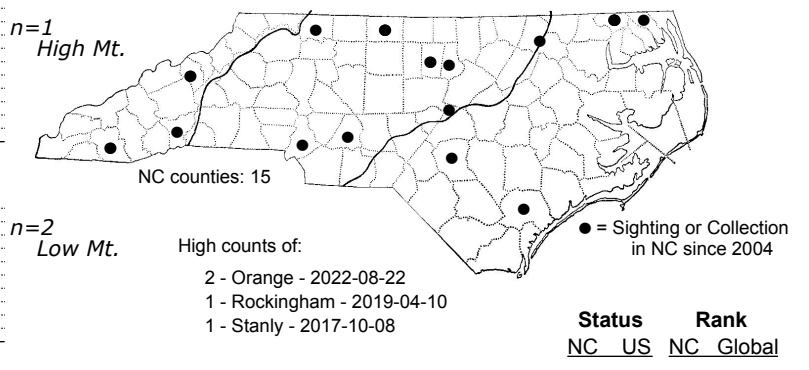 n=1
High Mt.
NC counties: 15
n=2
Low Mt.
High counts of:
2 - Orange - 2022-08-22
1 - Rockingham - 2019-04-10
1 - Stanly - 2017-10-08
● = Sighting or Collection
in NC since 2004
Status Rank
NC US NC Global